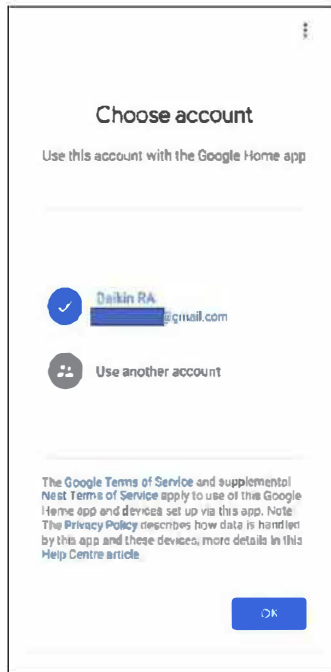 Choose account
Use this account with the Google Home app
Daikin RA
@gmail.com
Use another account
The Google Terms of Service and supplemental
Nest Terms of Service apply to use of this Google
Home app and devices set up via this app. Note
The Privacy Policy describes how data is handled
by this app and these devices, more details in this
Help Centre article
OK